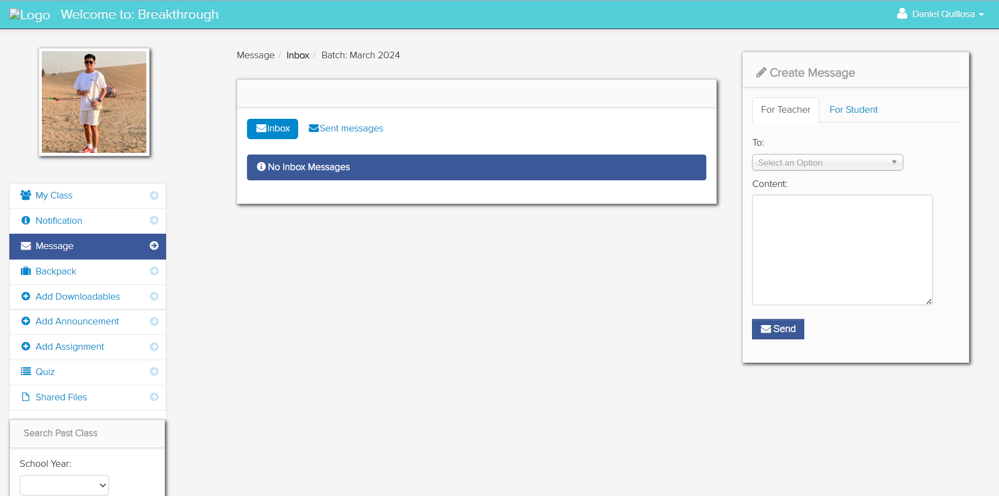 Logo Welcome to: Breakthrough
Daniel Quillosa
Message / Inbox / Batch: March 2024
Inbox
Sent messages
No Inbox Messages
My Class
Notification
Message
Backpack
Add Downloadables
Add Announcement
Add Assignment
Quiz
Shared Files
Search Past Class
School Year:
Create Message
For Teacher
For Student
To:
Select an Option
Content:
Send